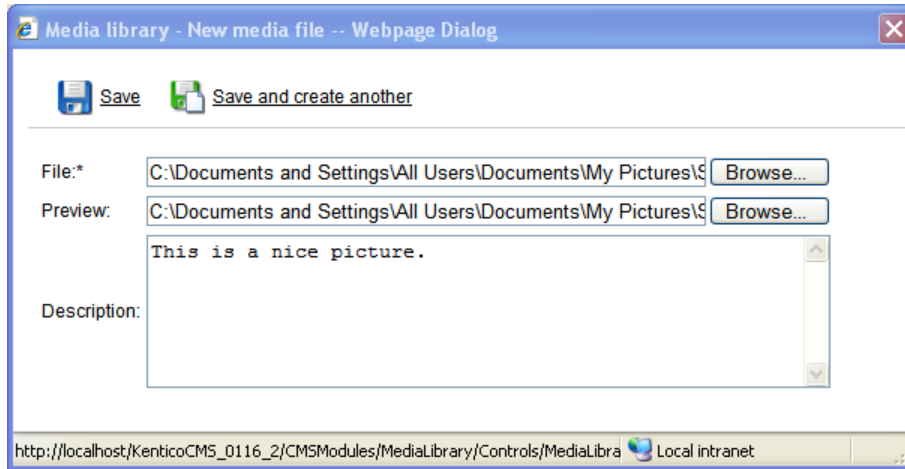 Media library - New media file -- Webpage Dialog
Save Save and create another
File:* C:\Documents and Settings\All Users\Documents\My Pictures\S Browse...
Preview: C:\Documents and Settings\All Users\Documents\My Pictures\S Browse...
This is a nice picture.
Description:
http://localhost/KenticoCMS_0116_2/CMSModules/MediaLibrary/Controls/MediaLibra Local intranet